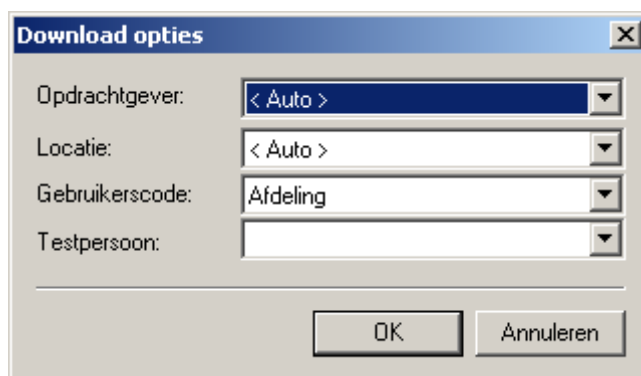 Download opties
Opdrachtgever: < Auto >
Locatie: < Auto >
Gebruikerscode: Afdeling
Testpersoon:
OK Annuleren